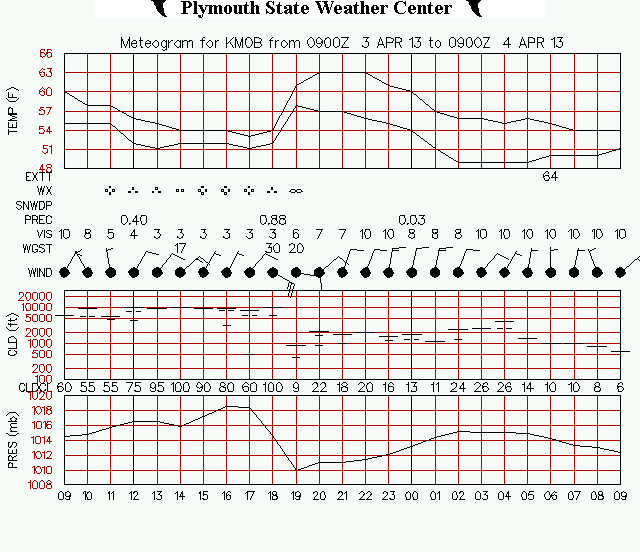 Plymouth State Weather Center
Meteogram for KMOB from 0900Z 3 APR 13 to 0900Z 4 APR 13
TEMP (F)
66
63
60
57
54
51
48
EXTT 64
WX
SNWDP
PREC 0.40 0.88 0.03
VIS 10 8 5 4 3 3 3 3 3 3 6 7 7 10 10 8 8 8 10 10 10 10 10 10 10
WGST 17 30 20
WIND
CLD (ft)
20000
10000
5000
2000
1000
500
200
100
CLDXCL 60 55 55 75 95 100 90 80 60 100 9 22 18 20 16 13 11 24 26 26 14 10 10 8 6
PRES (mb)
1020
1018
1016
1014
1012
1010
1008
09 10 11 12 13 14 15 16 17 18 19 20 21 22 23 00 01 02 03 04 05 06 07 08 09